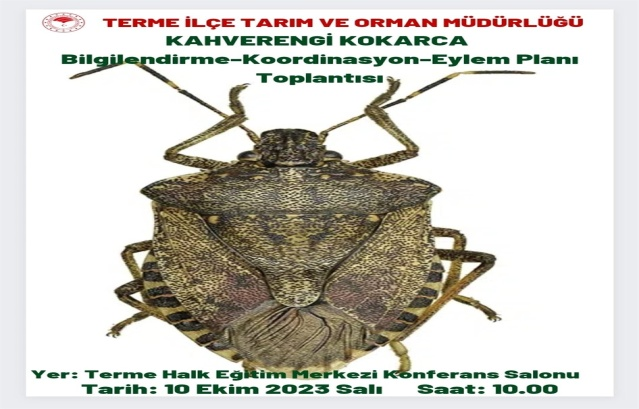 TERME İLÇE TARIM VE ORMAN MÜDÜRLÜĞÜ
KAHVERENGİ KOKARCA
Bilgilendirme-Koordinasyon-Eylem Planı
Toplantısı
Yer: Terme Halk Eğitim Merkezi Konferans Salonu
Tarih: 10 Ekim 2023 Salı Saat: 10.00